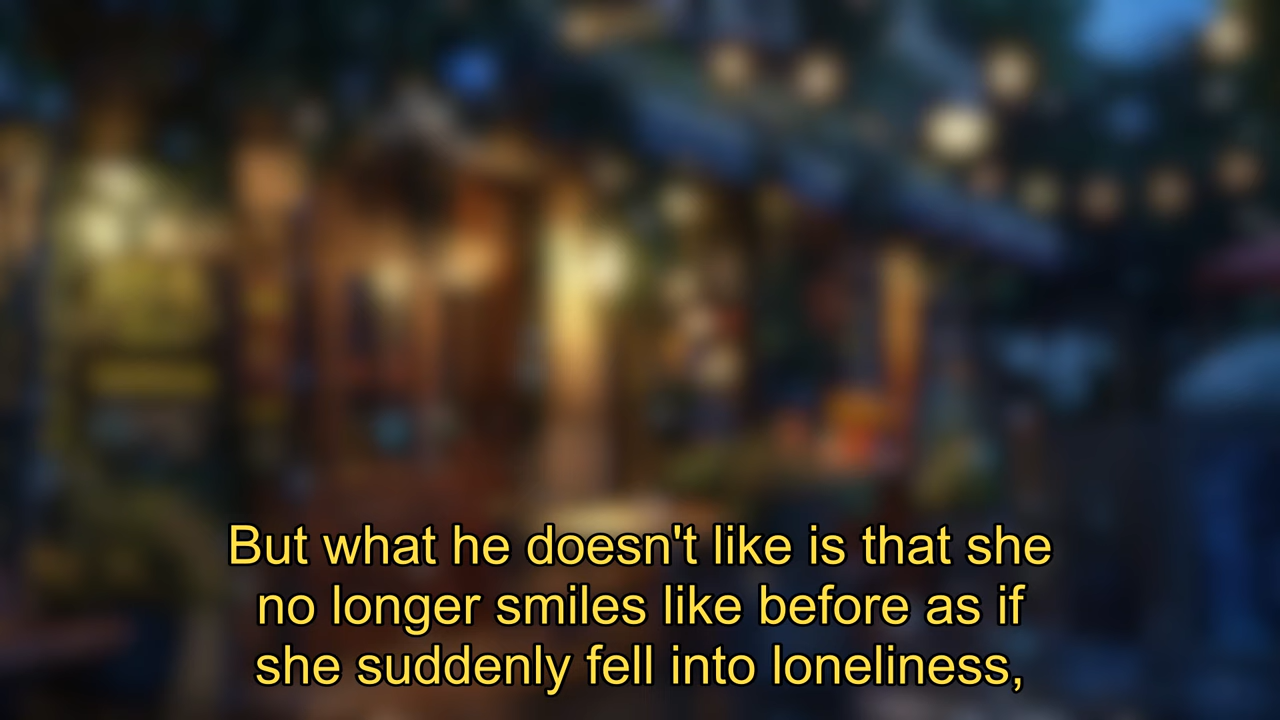 But what he doesn't like is that she
no longer smiles like before as if
she suddenly fell into loneliness,